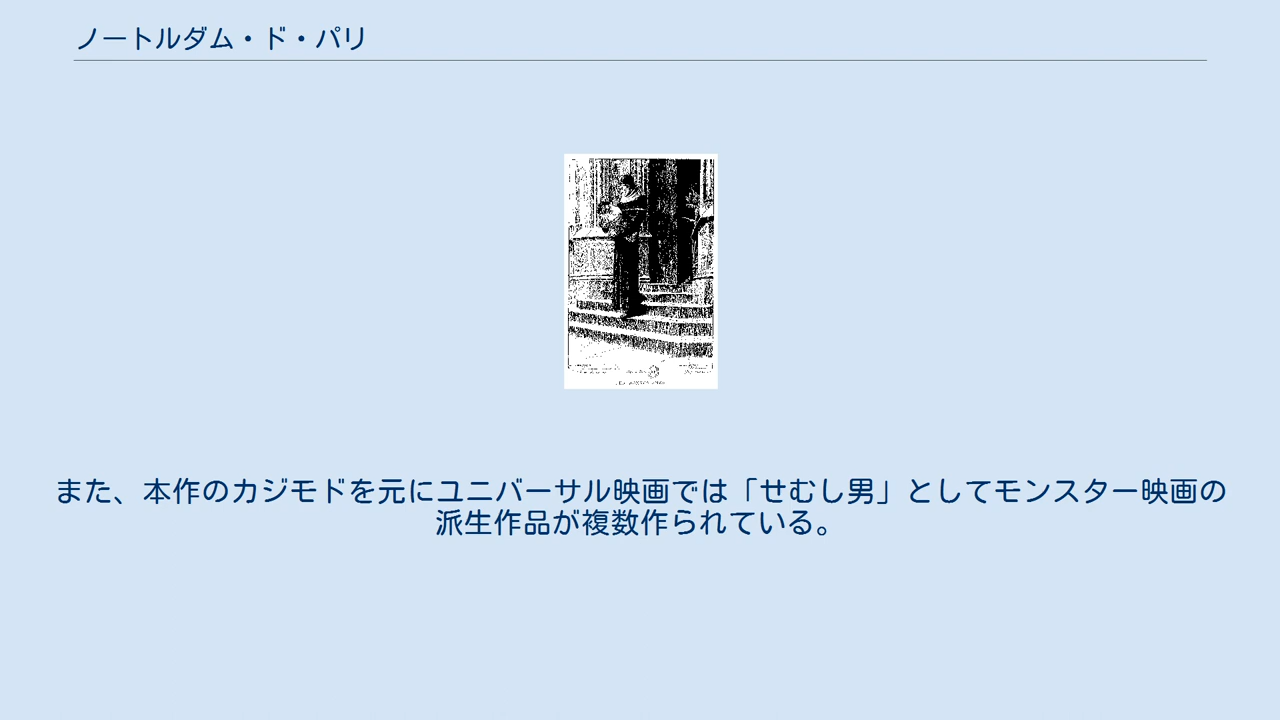 ノートルダム・ド・パリ
また、本作のカジモドを元にユニバーサル映画では「せむし男」としてモンスター映画の
派生作品が複数作られている。